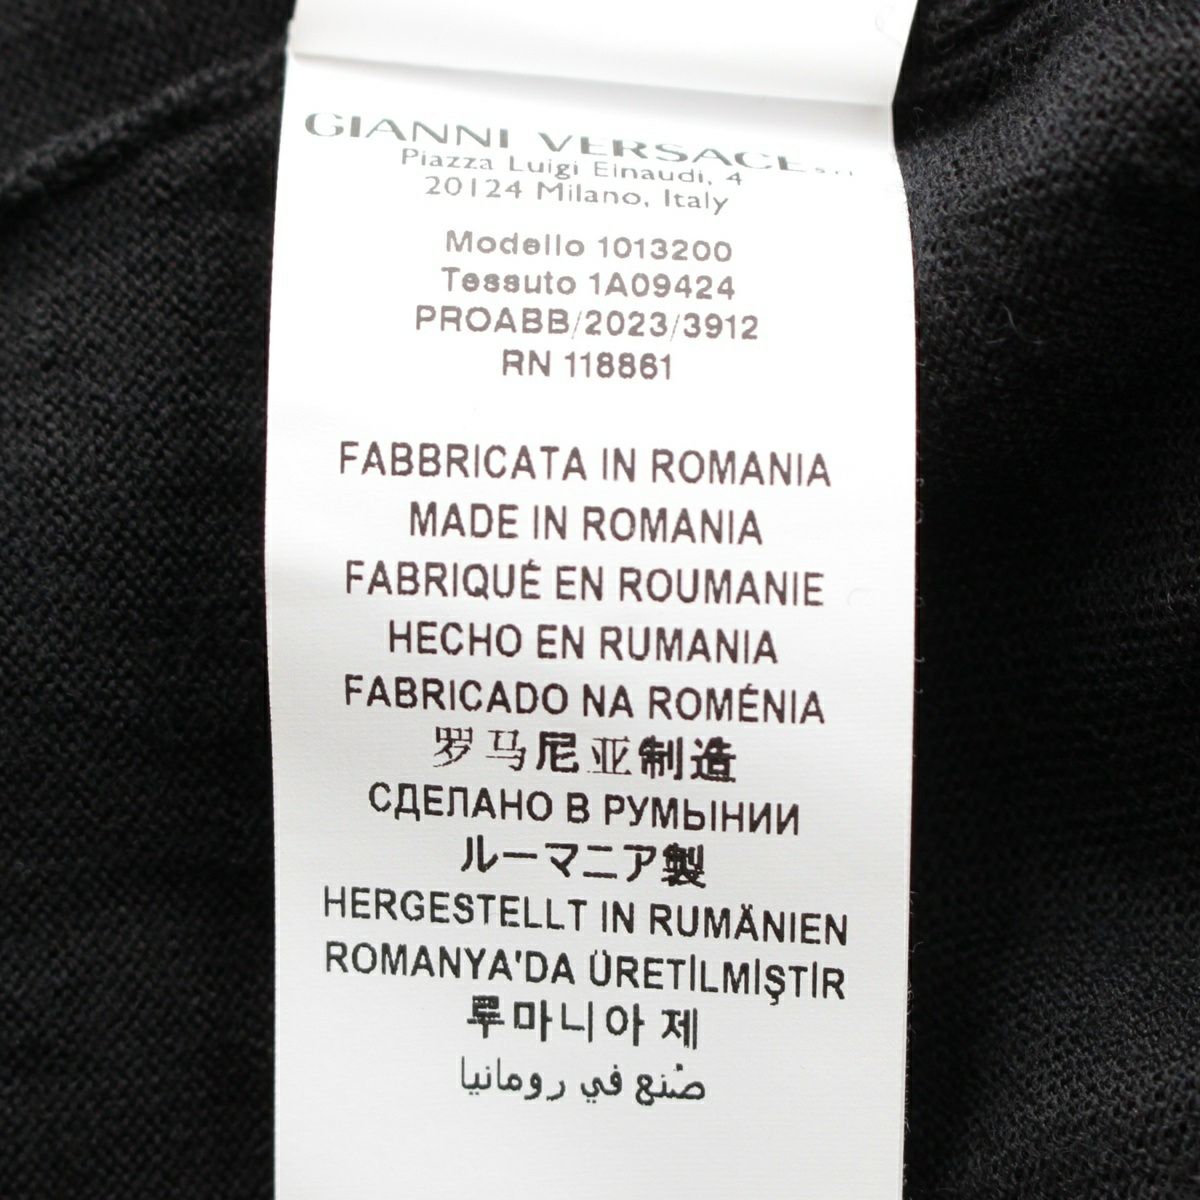 GIANNI VERSACE s.r.l
Piazza Luigi Einaudi, 4
20124 Milano, Italy
Modello 1013200
Tessuto 1A09424
PROABB/2023/3912
RN 118861
FABBRICATA IN ROMANIA
MADE IN ROMANIA
FABRIQUÉ EN ROUMANIE
HECHO EN RUMANIA
FABRICADO NA ROMÉNIA
罗马尼亚制造
СДЕЛАНО В РУМЫНИИ
ルーマニア製
HERGESTELLT IN RUMÄNIEN
ROMANYA'DA ÜRETİLMİŞTİR
루마니아 제
صُنع في رومانيا